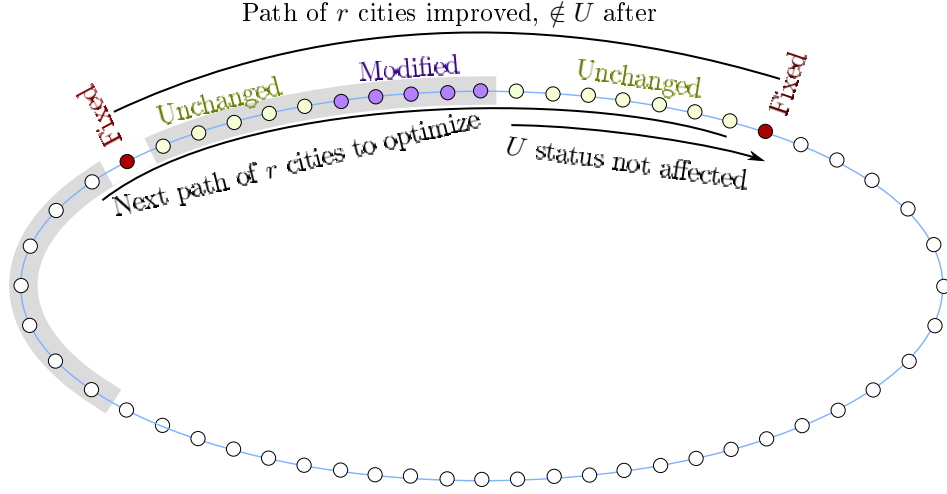 Path of r cities improved, ∉ U after
Fixed
Unchanged
Modified
Unchanged
Fixed
Next path of r cities to optimize
U status not affected